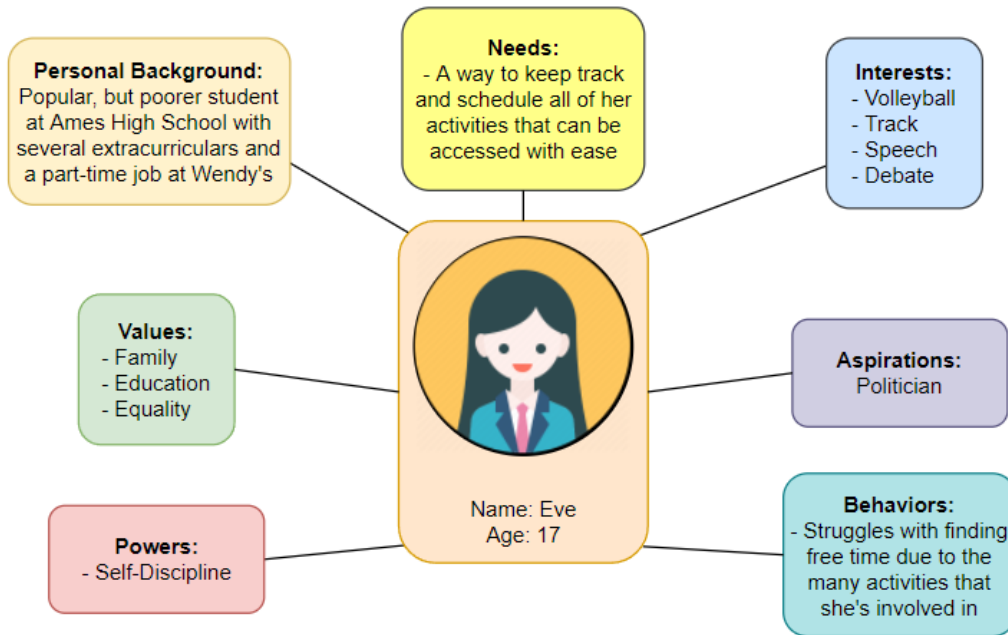 Personal Background:
Popular, but poorer student
at Ames High School with
several extracurriculars and
a part-time job at Wendy's
Needs:
- A way to keep track
and schedule all of her
activities that can be
accessed with ease
Interests:
- Volleyball
- Track
- Speech
- Debate
Values:
- Family
- Education
- Equality
Aspirations:
Politician
Name: Eve
Age: 17
Powers:
- Self-Discipline
Behaviors:
- Struggles with finding
free time due to the
many activities that
she's involved in